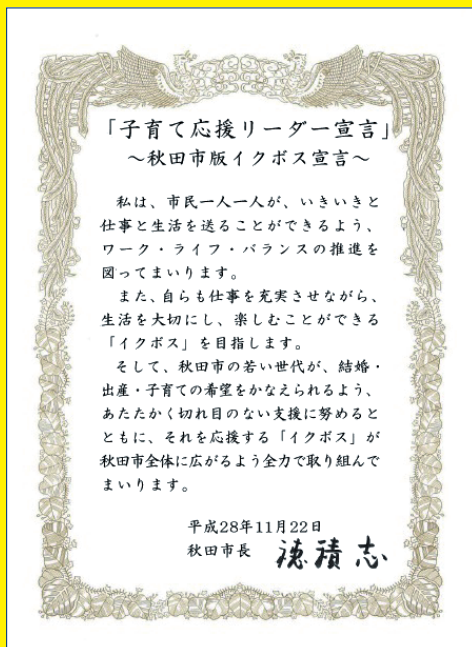 「子育て応援リーダー宣言」
～秋田市版イクボス宣言～
私は、市民一人一人が、いきいきと
仕事と生活を送ることができるよう、
ワーク・ライフ・バランスの推進を
図ってまいります。
また、自らも仕事を充実させながら、
生活を大切にし、楽しむことができる
「イクボス」を目指します。
そして、秋田市の若い世代が、結婚・
出産・子育ての希望をかなえられるよう、
あたたかく切れ目のない支援に努めると
ともに、それを応援する「イクボス」が
秋田市全体に広がるよう全力で取り組んで
まいります。
平成28年11月22日
秋田市長 穂積志